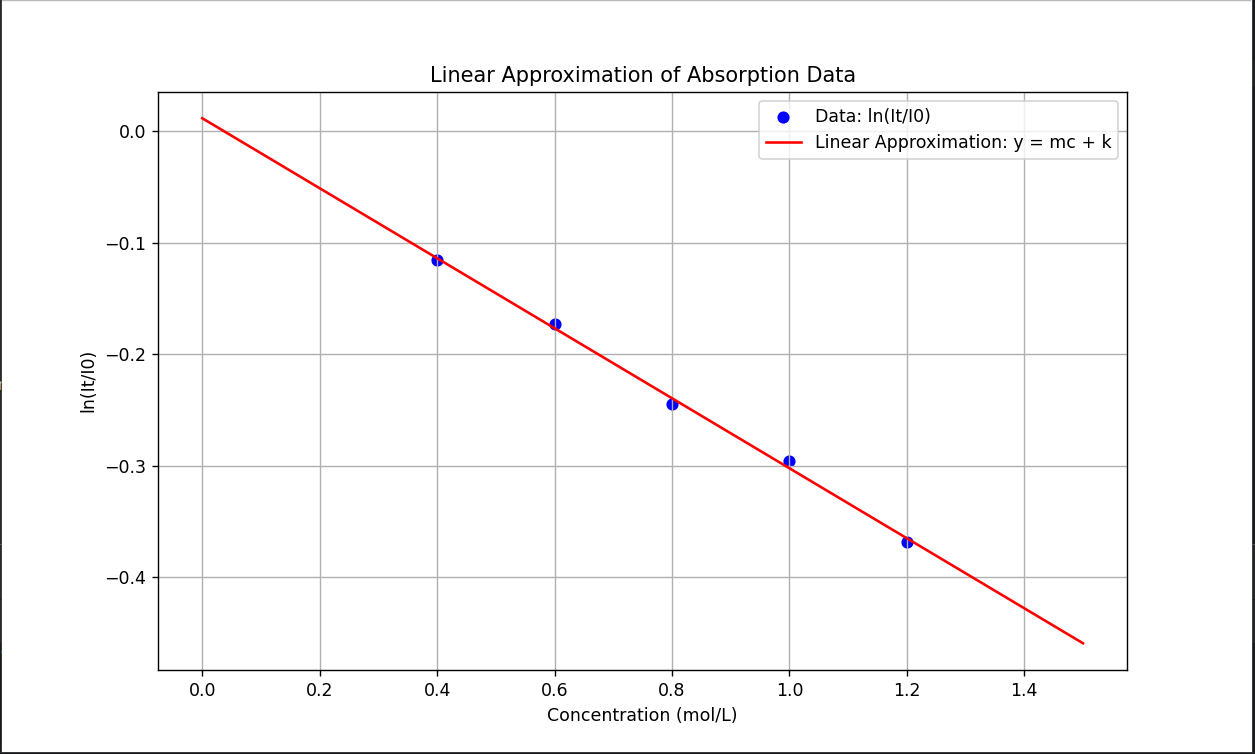 Linear Approximation of Absorption Data
Data: ln(It/I0)
Linear Approximation: y = mc + k
0.0
−0.1
−0.2
−0.3
−0.4
ln(It/I0)
0.0 0.2 0.4 0.6 0.8 1.0 1.2 1.4
Concentration (mol/L)